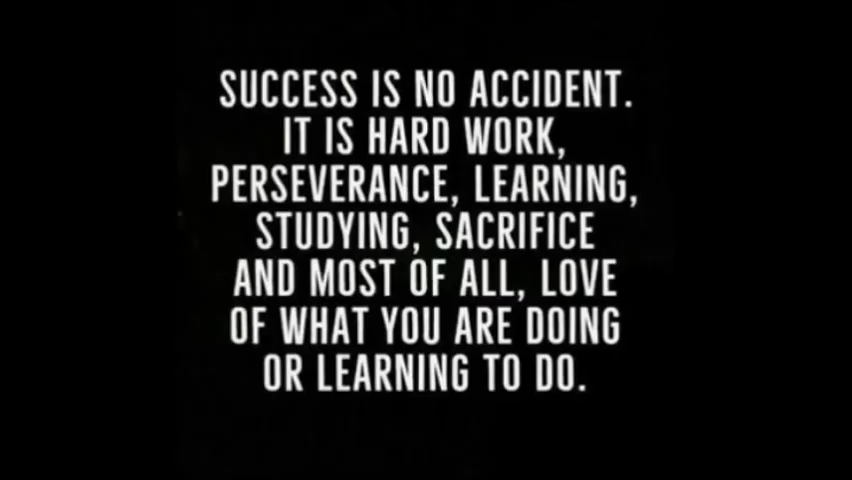 SUCCESS IS NO ACCIDENT.
IT IS HARD WORK,
PERSEVERANCE, LEARNING,
STUDYING, SACRIFICE
AND MOST OF ALL, LOVE
OF WHAT YOU ARE DOING
OR LEARNING TO DO.